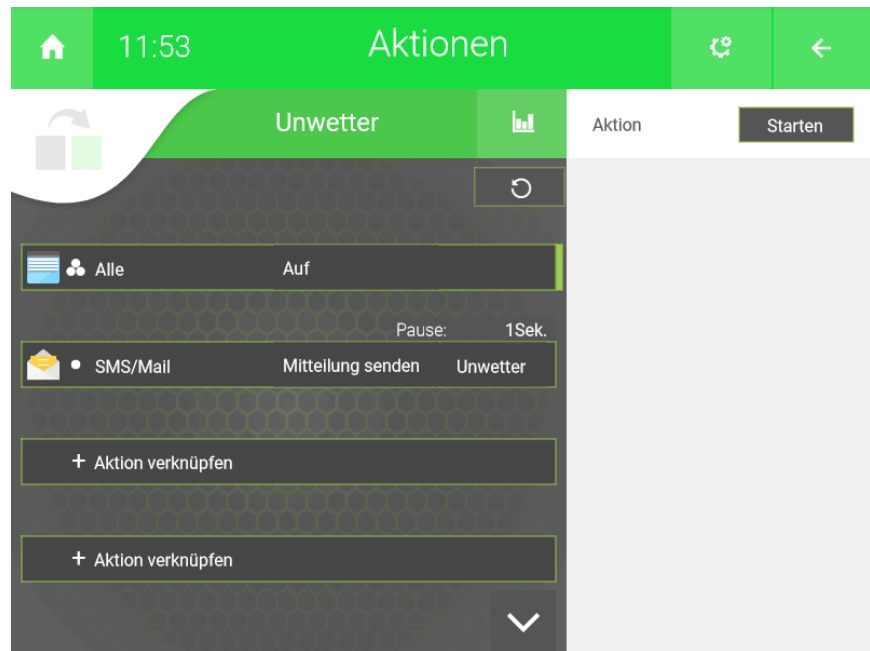 11:53 Aktionen
Unwetter
Aktion Starten
Alle Auf
Pause: 1Sek.
SMS/Mail Mitteilung senden Unwetter
+ Aktion verknüpfen
+ Aktion verknüpfen